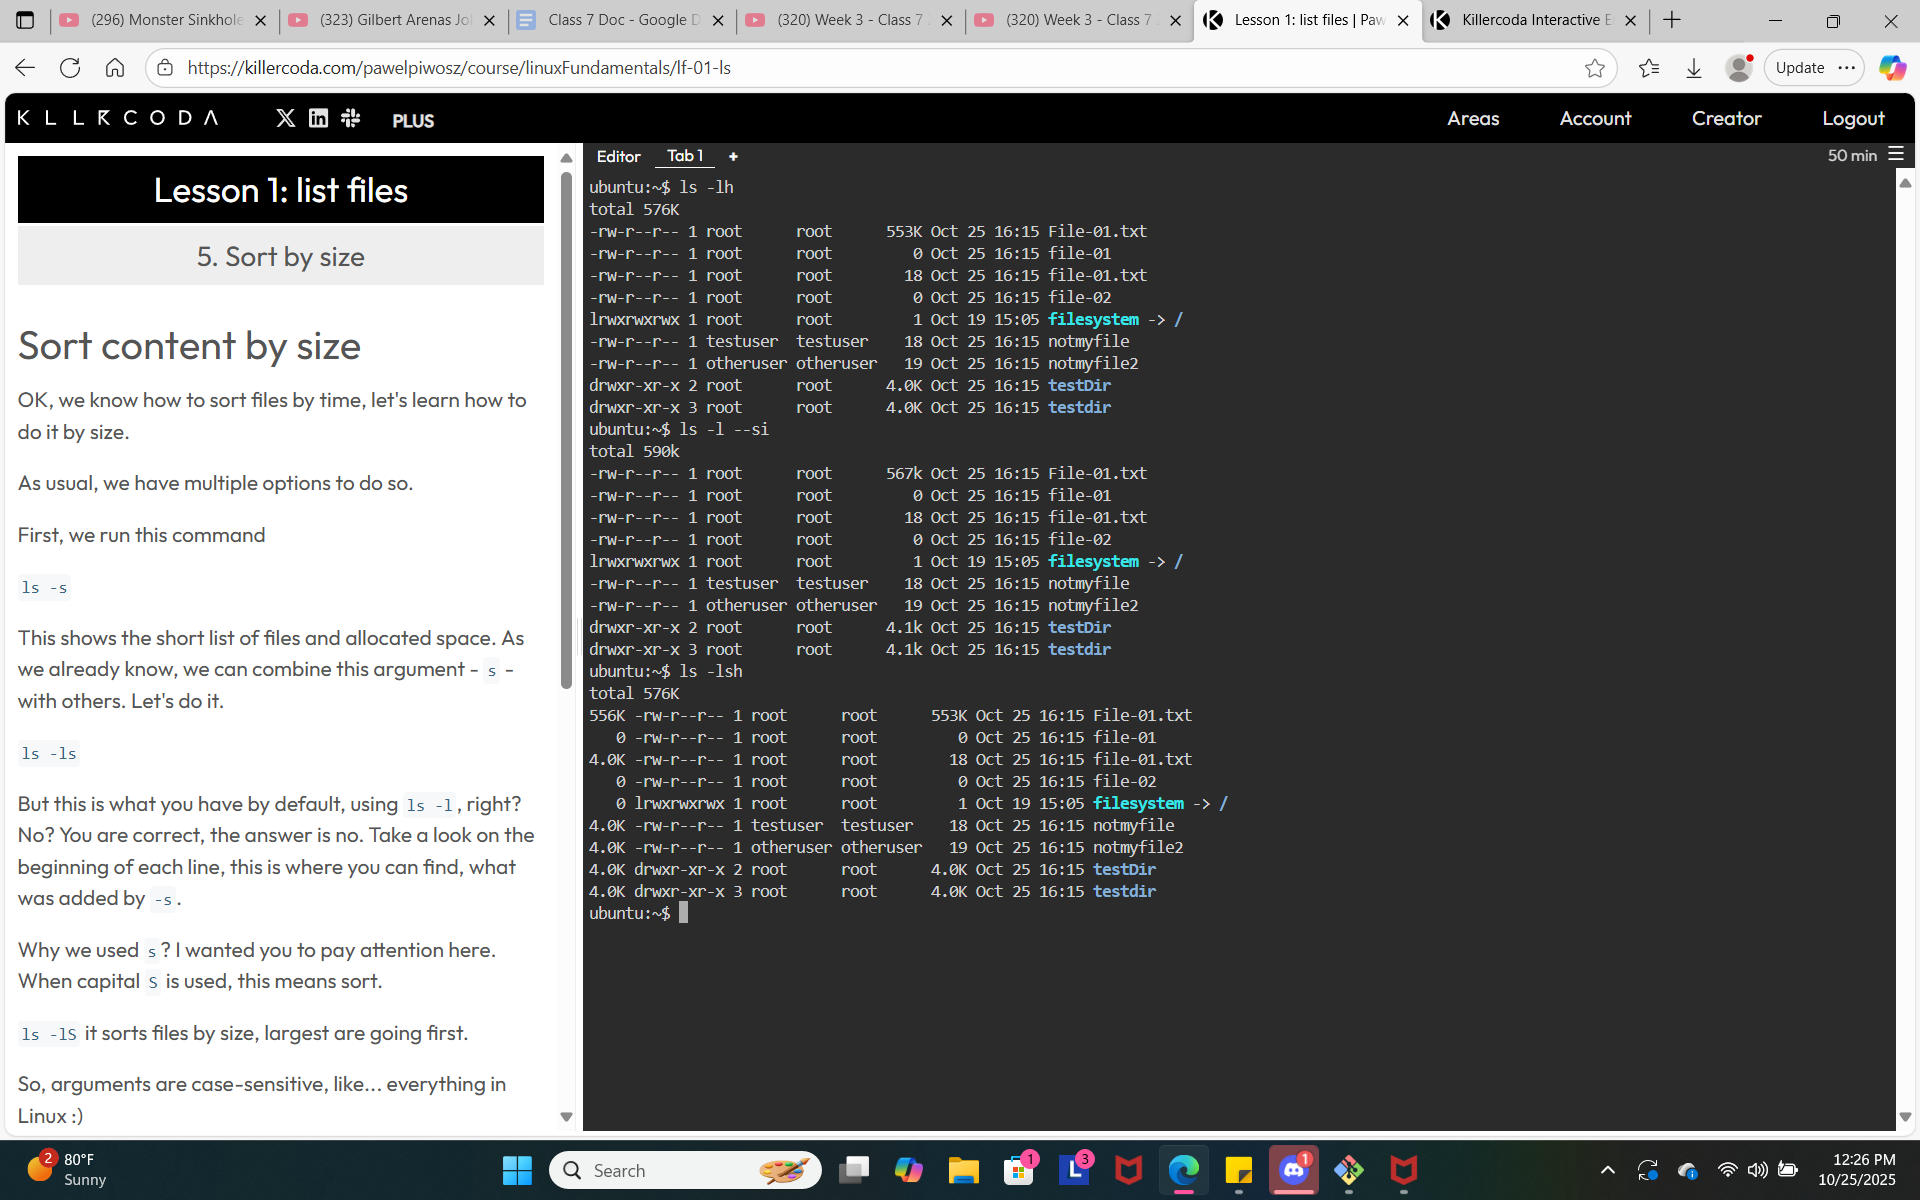 (296) Monster Sinkhole
(323) Gilbert Arenas Jo
Class 7 Doc - Google D
(320) Week 3 - Class 7
(320) Week 3 - Class 7
Lesson 1: list files | Paw
Killercoda Interactive E
https://killercoda.com/pawelpiwosz/course/linuxFundamentals/lf-01-ls
Update
KILLERCODA
PLUS
Areas
Account
Creator
Logout
Lesson 1: list files
5. Sort by size
Sort content by size
OK, we know how to sort files by time, let's learn how to
do it by size.
As usual, we have multiple options to do so.
First, we run this command
ls -s
This shows the short list of files and allocated space. As
we already know, we can combine this argument - s -
with others. Let's do it.
ls -ls
But this is what you have by default, using ls -l, right?
No? You are correct, the answer is no. Take a look on the
beginning of each line, this is where you can find, what
was added by -s.
Why we used s? I wanted you to pay attention here.
When capital S is used, this means sort.
ls -lS it sorts files by size, largest are going first.
So, arguments are case-sensitive, like... everything in
Linux :)
Editor
Tab 1
+
50 min
ubuntu:~$ ls -lh
total 576K
-rw-r--r-- 1 root      root      553K Oct 25 16:15 File-01.txt
-rw-r--r-- 1 root      root         0 Oct 25 16:15 file-01
-rw-r--r-- 1 root      root        18 Oct 25 16:15 file-01.txt
-rw-r--r-- 1 root      root         0 Oct 25 16:15 file-02
lrwxrwxrwx 1 root      root         1 Oct 19 15:05 filesystem -> /
-rw-r--r-- 1 testuser  testuser    18 Oct 25 16:15 notmyfile
-rw-r--r-- 1 otheruser otheruser   19 Oct 25 16:15 notmyfile2
drwxr-xr-x 2 root      root      4.0K Oct 25 16:15 testDir
drwxr-xr-x 3 root      root      4.0K Oct 25 16:15 testdir
ubuntu:~$ ls -l --si
total 590k
-rw-r--r-- 1 root      root      567k Oct 25 16:15 File-01.txt
-rw-r--r-- 1 root      root         0 Oct 25 16:15 file-01
-rw-r--r-- 1 root      root        18 Oct 25 16:15 file-01.txt
-rw-r--r-- 1 root      root         0 Oct 25 16:15 file-02
lrwxrwxrwx 1 root      root         1 Oct 19 15:05 filesystem -> /
-rw-r--r-- 1 testuser  testuser    18 Oct 25 16:15 notmyfile
-rw-r--r-- 1 otheruser otheruser   19 Oct 25 16:15 notmyfile2
drwxr-xr-x 2 root      root      4.1k Oct 25 16:15 testDir
drwxr-xr-x 3 root      root      4.1k Oct 25 16:15 testdir
ubuntu:~$ ls -lsh
total 576K
556K -rw-r--r-- 1 root      root      553K Oct 25 16:15 File-01.txt
   0 -rw-r--r-- 1 root      root         0 Oct 25 16:15 file-01
4.0K -rw-r--r-- 1 root      root        18 Oct 25 16:15 file-01.txt
   0 -rw-r--r-- 1 root      root         0 Oct 25 16:15 file-02
   0 lrwxrwxrwx 1 root      root         1 Oct 19 15:05 filesystem -> /
4.0K -rw-r--r-- 1 testuser  testuser    18 Oct 25 16:15 notmyfile
4.0K -rw-r--r-- 1 otheruser otheruser   19 Oct 25 16:15 notmyfile2
4.0K drwxr-xr-x 2 root      root      4.0K Oct 25 16:15 testDir
4.0K drwxr-xr-x 3 root      root      4.0K Oct 25 16:15 testdir
ubuntu:~$
2
80°F
Sunny
Search
1
3
1
12:26 PM
10/25/2025